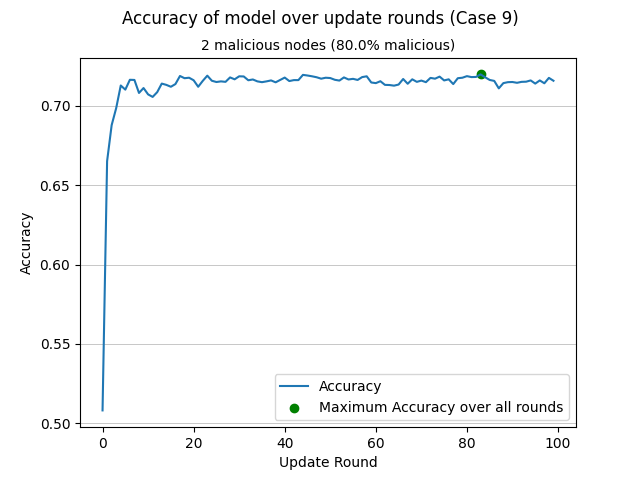 Accuracy of model over update rounds (Case 9)
2 malicious nodes (80.0% malicious)
0.70
0.65
0.60
0.55
0.50
Accuracy
Accuracy
Maximum Accuracy over all rounds
0 20 40 60 80 100
Update Round